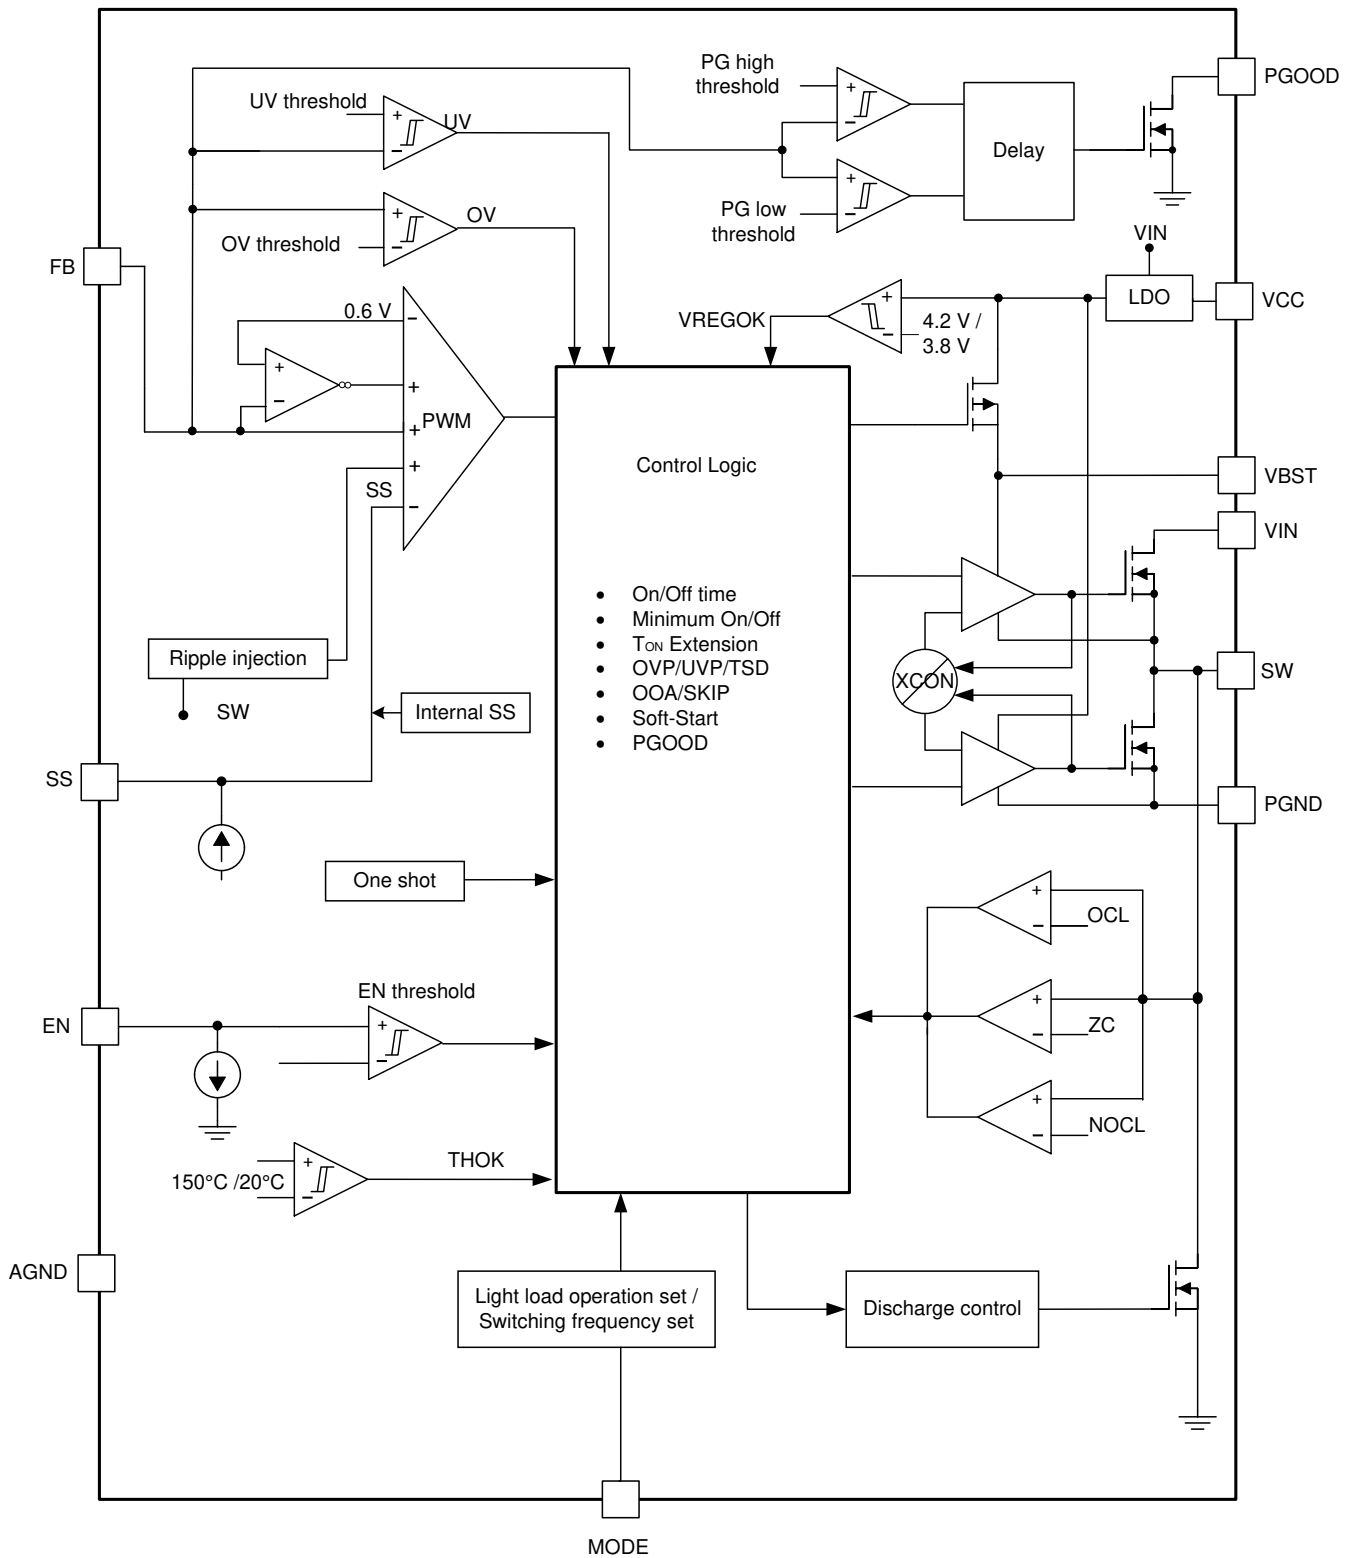 PG high
threshold
PGOOD
UV threshold
+
UV
−
+
−
Delay
+
−
PG low
threshold
+
OV
OV threshold
−
VIN
FB
LDO
VCC
0.6 V
−
VREGOK
+
−
4.2 V /
3.8 V
+
−
+
+
PWM
+
SS
−
Control Logic
VBST
VIN
• On/Off time
• Minimum On/Off
• TON Extension
• OVP/UVP/TSD
• OOA/SKIP
• Soft-Start
• PGOOD
Ripple injection
SW
Internal SS
XCON
SW
SS
PGND
One shot
+
−
OCL
EN threshold
EN
+
−
+
−
ZC
+
−
NOCL
150°C /20°C
+
−
THOK
AGND
Light load operation set /
Switching frequency set
Discharge control
MODE